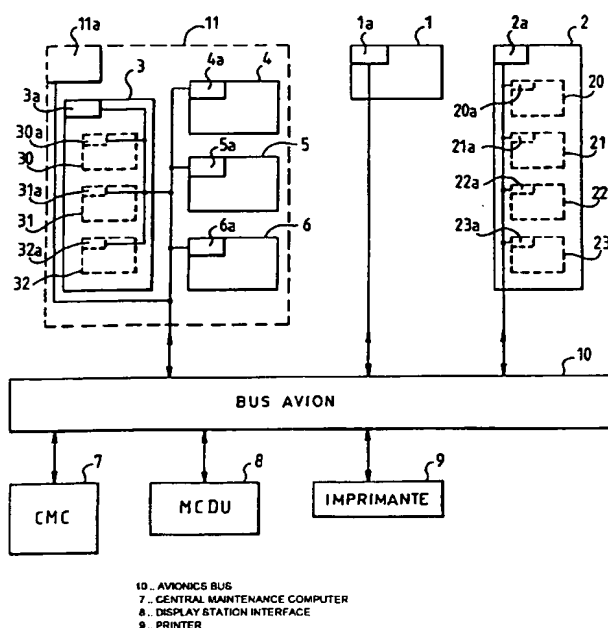 11a
11
1a
1
2a
2
3
4a
4
3a
20a
20
30a
30
5a
5
21a
21
31a
31
22a
22
6a
6
32a
32
23a
23
10
BUS AVION
7
8
9
CMC
MCDU
IMPRIMANTE
10 .. AVIONICS BUS
7 .. CENTRAL MAINTENANCE COMPUTER
8 .. DISPLAY STATION INTERFACE
9 .. PRINTER